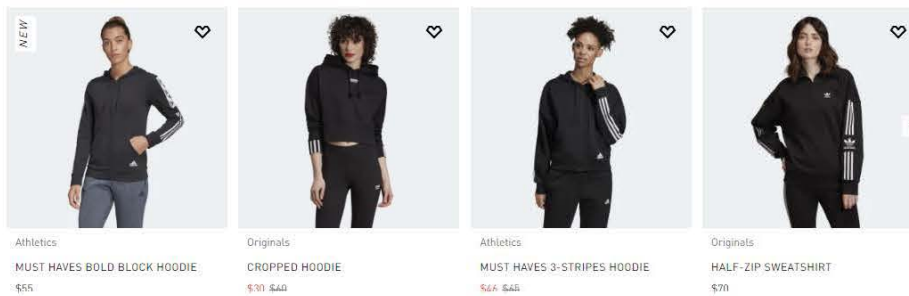 NEW
Athletics
MUST HAVES BOLD BLOCK HOODIE
$55
Originals
CROPPED HOODIE
$30 $60
Athletics
MUST HAVES 3-STRIPES HOODIE
$46 $65
Originals
HALF-ZIP SWEATSHIRT
$70